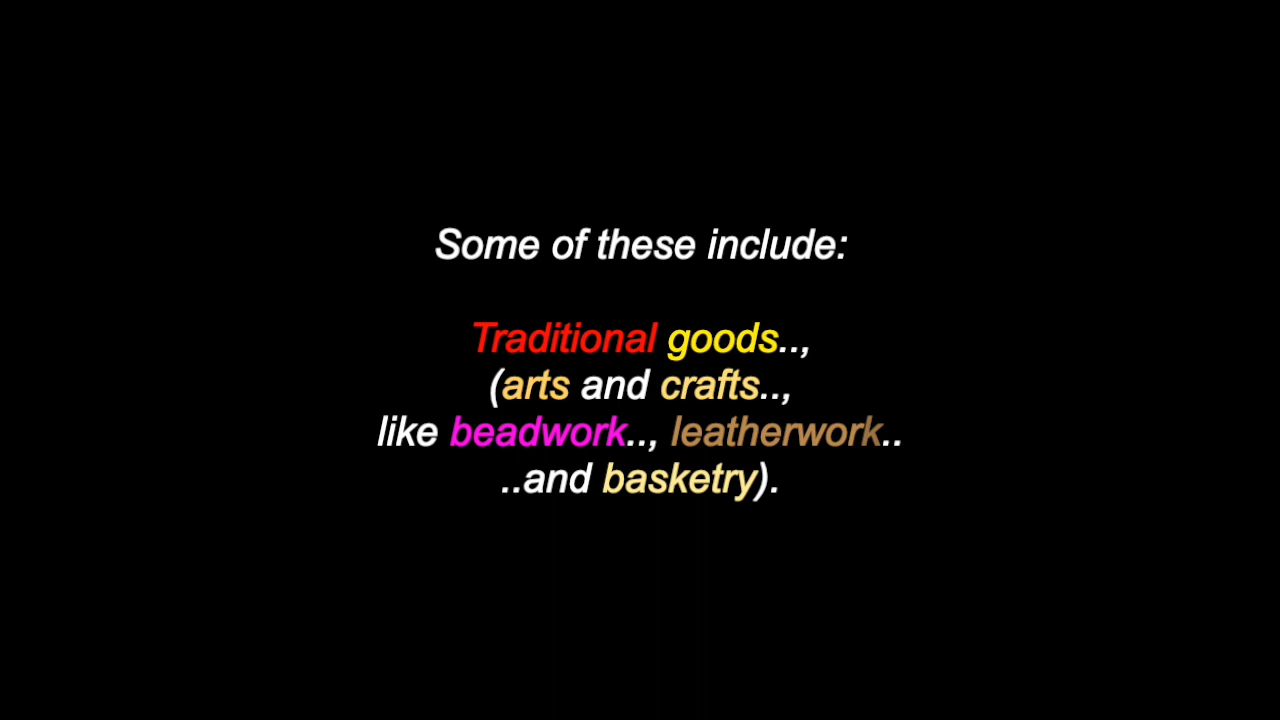 Some of these include:
Traditional goods..,
(arts and crafts..,
like beadwork.., leatherwork..
..and basketry).